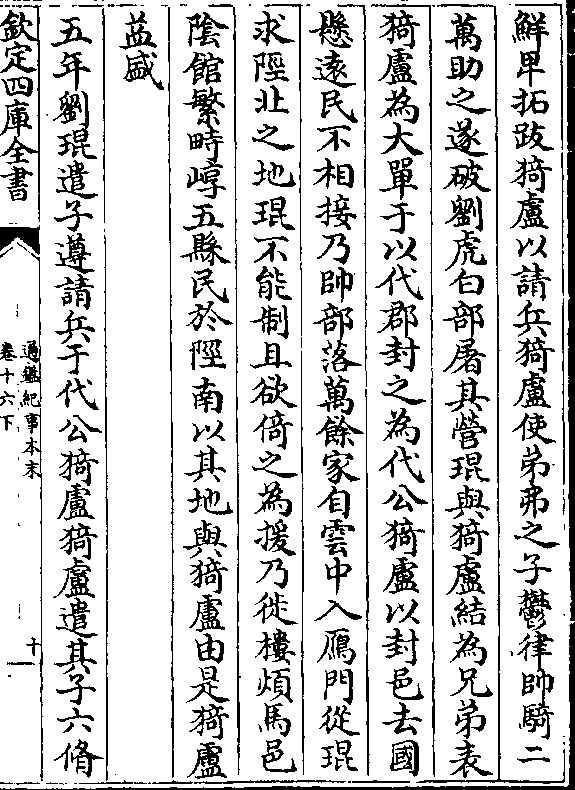 鮮卑拓跋猗盧以請兵猗盧使弟弗之子鬱律帥騎二
萬助之遂破劉虎白部屠其營琨與猗盧結為兄弟表
猗盧為大單于以代郡封之為代公猗盧以封邑去國
懸遠民不相接乃帥部落萬餘家自雲中入鴈門從琨
求陘北之地琨不能制且欲倚之為援乃徙樓煩馬邑
陰館繁畤崞五縣民於陘南以其地與猗盧由是猗盧
益盛
五年劉琨遣子遵請兵于代公猗盧猗盧遣其子六脩
欽定四庫全書
通鑑紀事本末
卷十六下
十